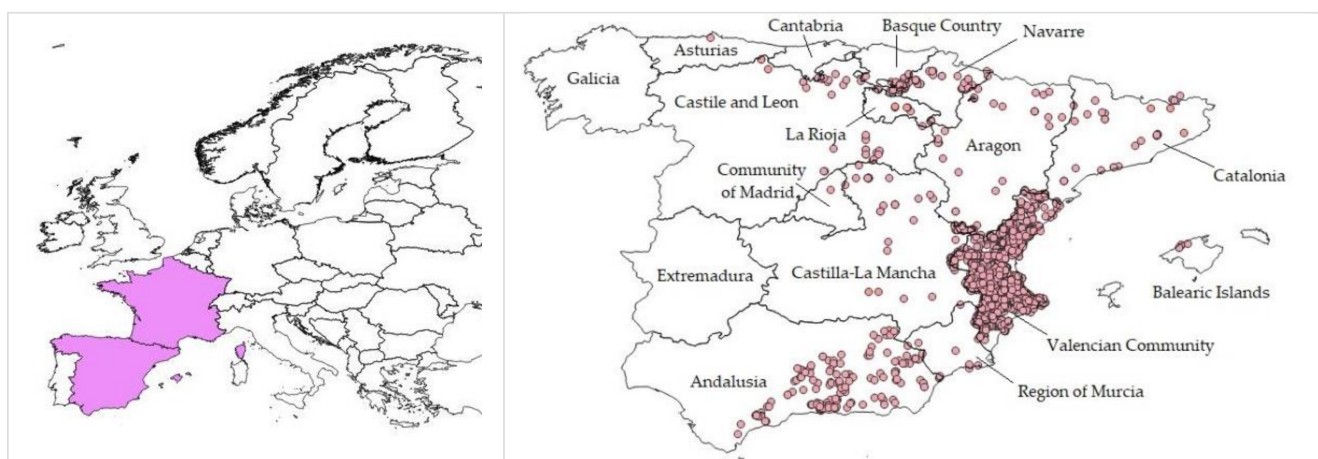 Cantabria
Basque Country
Navarre
Asturias
Galicia
Castile and Leon
La Rioja
Aragon
Community
of Madrid
Catalonia
Extremadura
Castilla-La Mancha
Balearic Islands
Valencian Community
Andalusia
Region of Murcia